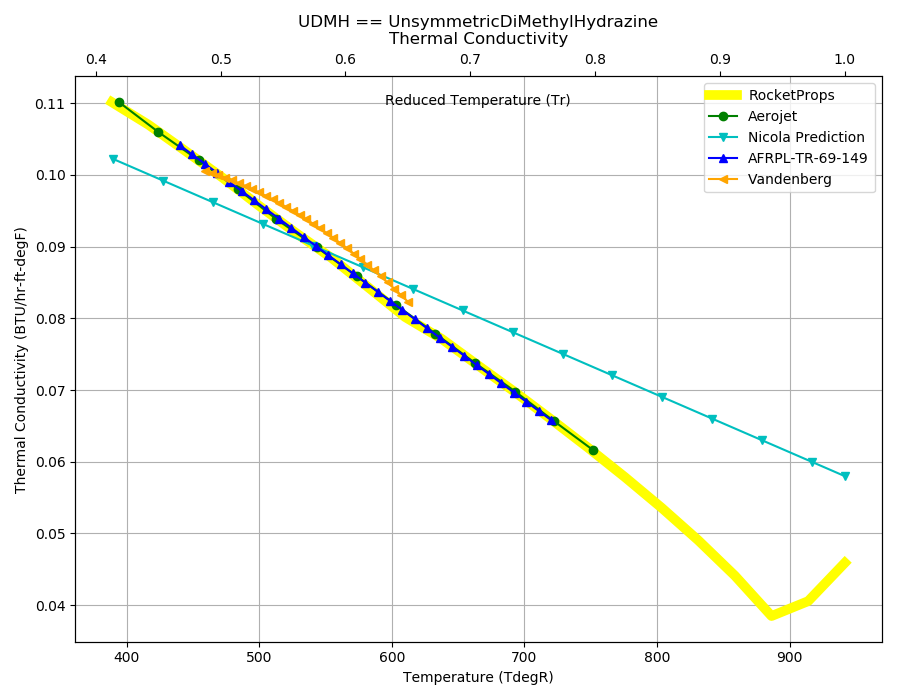 UDMH == UnsymmetricDiMethylHydrazine
Thermal Conductivity
0.4 0.5 0.6 0.7 0.8 0.9 1.0
Reduced Temperature (Tr)
RocketProps
Aerojet
Nicola Prediction
AFRPL-TR-69-149
Vandenberg
Thermal Conductivity (BTU/hr-ft-degF)
0.11
0.10
0.09
0.08
0.07
0.06
0.05
0.04
400 500 600 700 800 900
Temperature (TdegR)